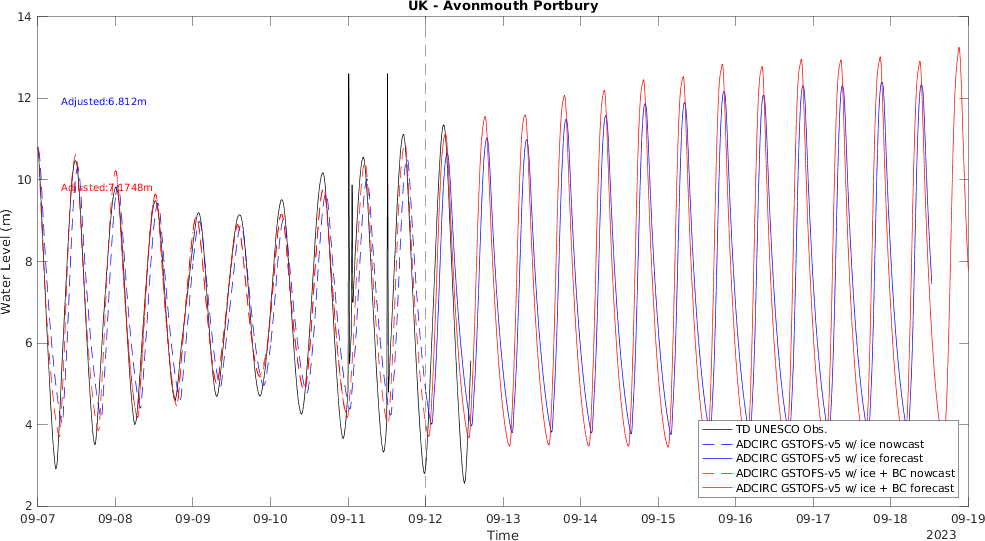 UK - Avonmouth Portbury
14
12
10
8
6
4
2
Water Level (m)
Adjusted:6.812m
Adjusted:7.1748m
TD UNESCO Obs.
ADCIRC GSTOFS-v5 w/ ice nowcast
ADCIRC GSTOFS-v5 w/ ice forecast
ADCIRC GSTOFS-v5 w/ ice + BC nowcast
ADCIRC GSTOFS-v5 w/ ice + BC forecast
09-07 09-08 09-09 09-10 09-11 09-12 09-13 09-14 09-15 09-16 09-17 09-18 09-19
Time
2023